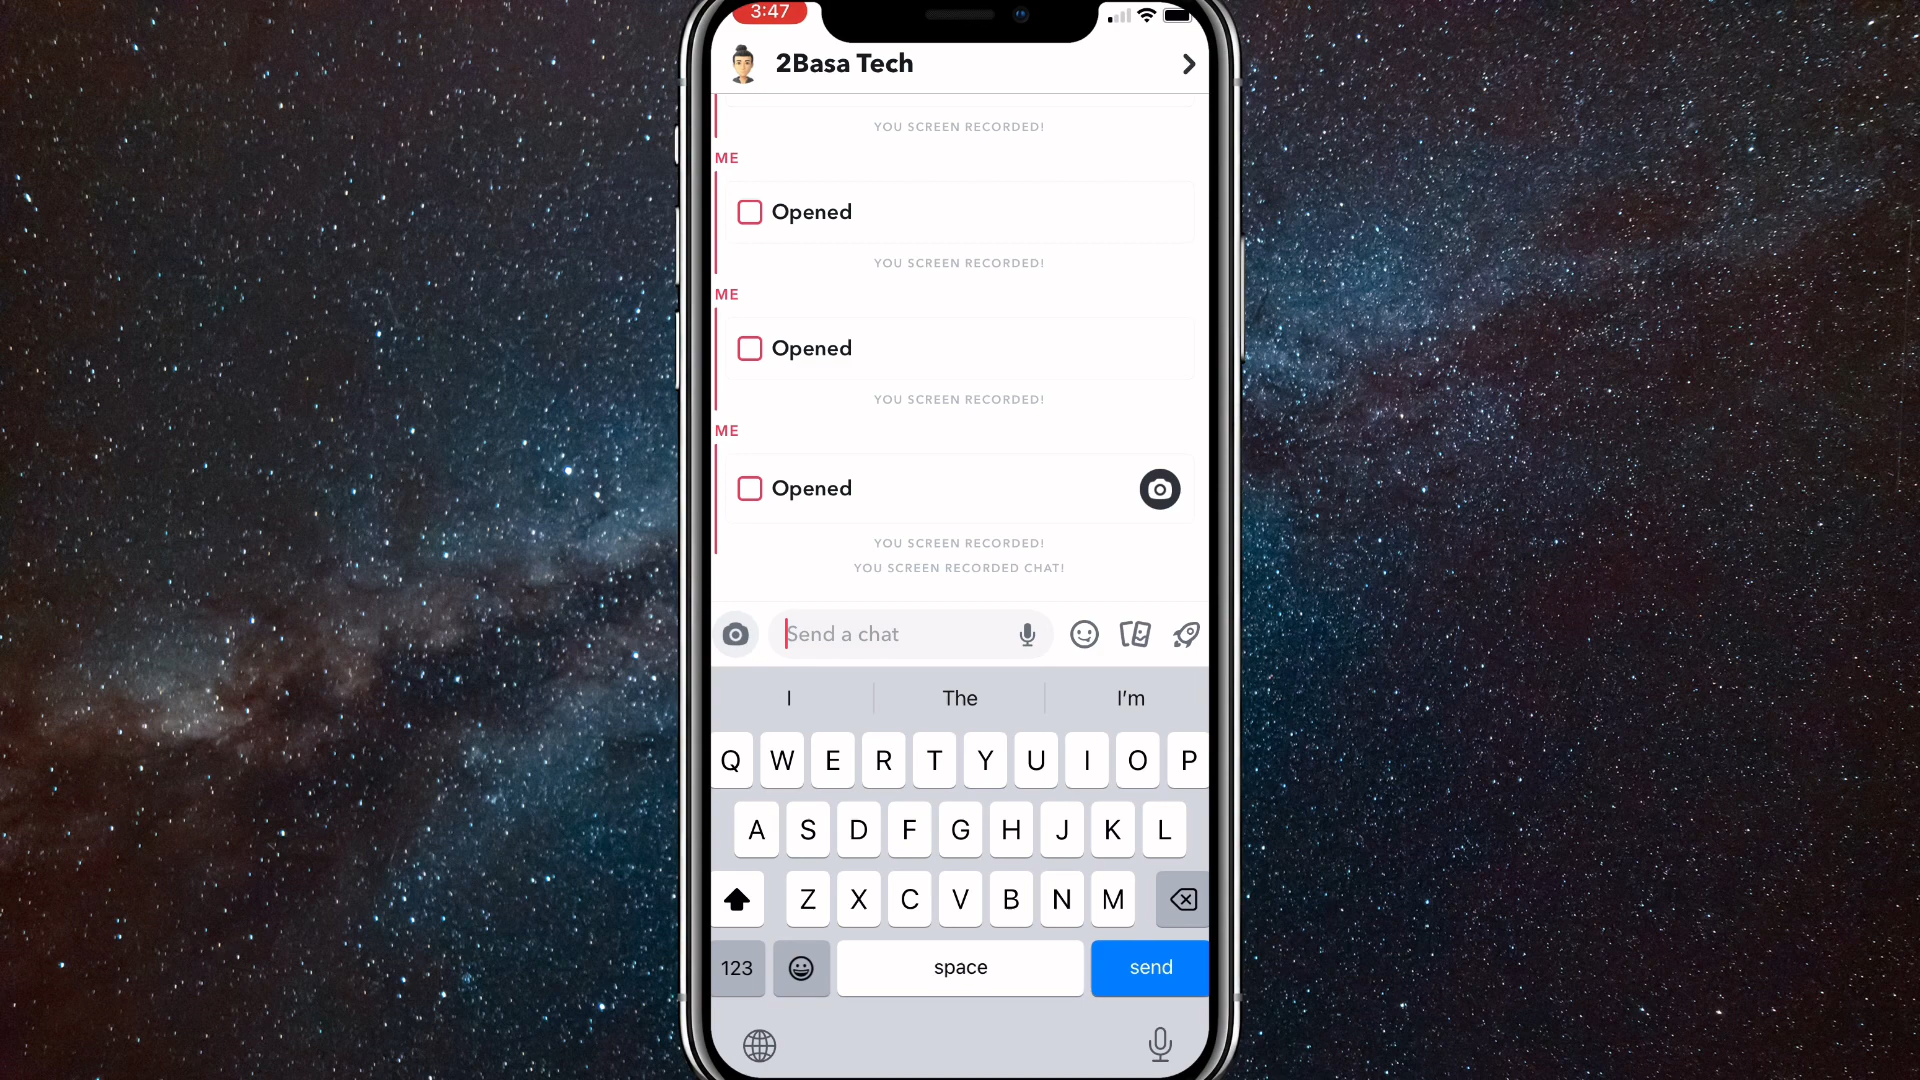 3:47
2Basa Tech
YOU SCREEN RECORDED!
ME
Opened
YOU SCREEN RECORDED!
ME
Opened
YOU SCREEN RECORDED!
ME
Opened
YOU SCREEN RECORDED!
YOU SCREEN RECORDED CHAT!
Send a chat
I The I'm
Q W E R T Y U I O P
A S D F G H J K L
Z X C V B N M
123 space send